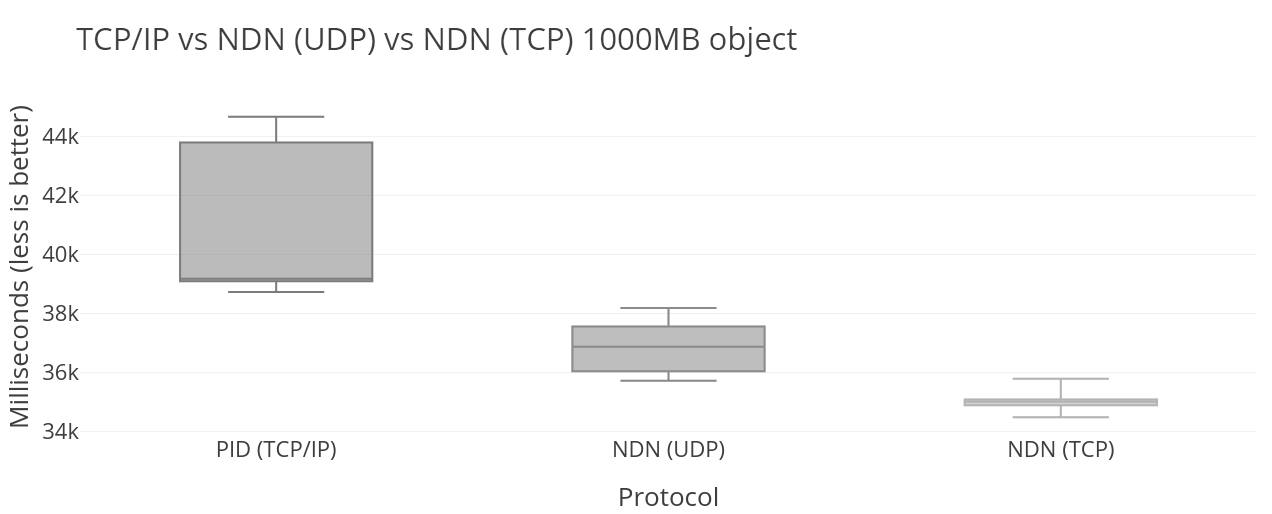 TCP/IP vs NDN (UDP) vs NDN (TCP) 1000MB object
Milliseconds (less is better)
44k
42k
40k
38k
36k
34k
PID (TCP/IP)
NDN (UDP)
NDN (TCP)
Protocol